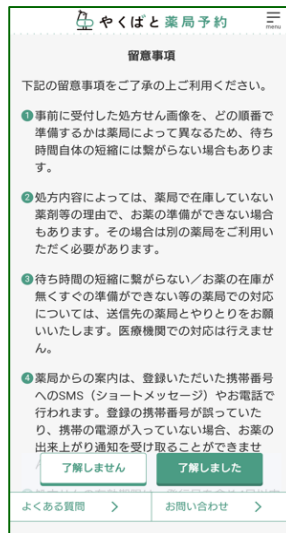 やくばと薬局予約
menu
留意事項
下記の留意事項をご了承の上ご利用ください。
❶事前に受付した処方せん画像を、どの順番で
準備するかは薬局によって異なるため、待ち
時間自体の短縮には繋がらない場合もありま
す。
❷処方内容によっては、薬局で在庫していない
薬剤等の理由で、お薬の準備ができない場合
もあります。その場合は別の薬局をご利用い
ただく必要があります。
❸待ち時間の短縮に繋がらない／お薬の在庫が
無くすぐの準備ができない等の薬局での対応
については、送信先の薬局とやりとりをお願
いいたします。医療機関での対応は行えませ
ん。
❹薬局からの案内は、登録いただいた携帯番号
へのSMS（ショートメッセージ）やお電話で
行われます。登録の携帯番号が誤っていた
り、携帯の電源が入っていない場合、お薬の
出来上がり通知を受け取ることができませ
了解しません
了解しました
よくある質問
お問い合わせ